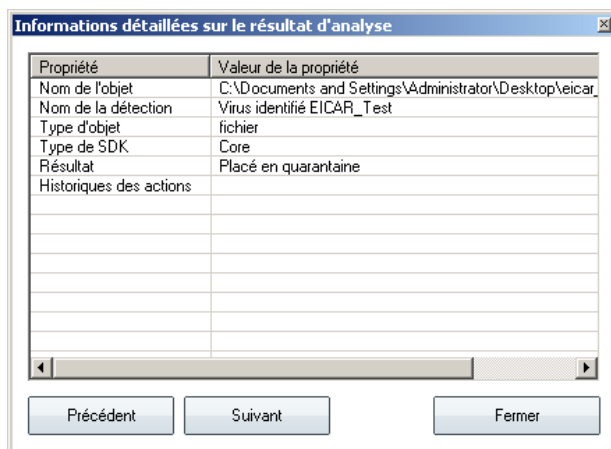 Informations détaillées sur le résultat d'analyse
Propriété Valeur de la propriété
Nom de l'objet C:\Documents and Settings\Administrator\Desktop\eicar_
Nom de la détection Virus identifié EICAR_Test
Type d'objet fichier
Type de SDK Core
Résultat Placé en quarantaine
Historiques des actions
Précédent Suivant Fermer